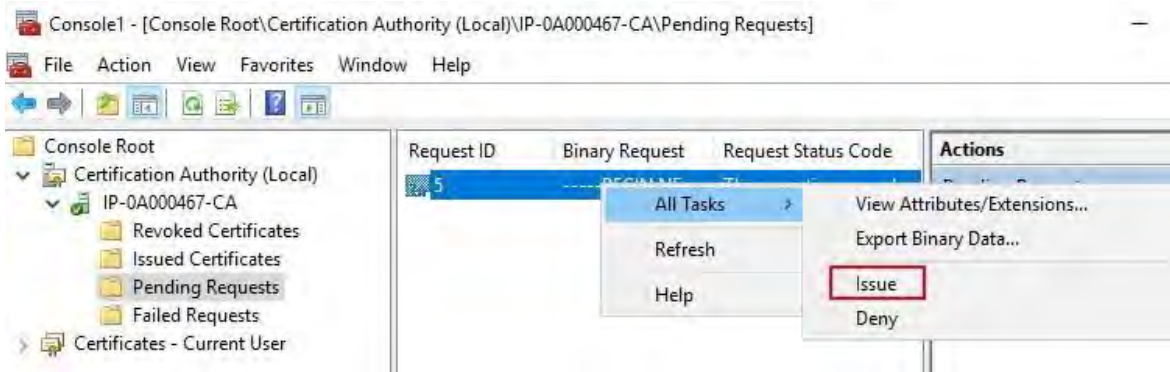 Console1 - [Console Root\Certification Authority (Local)\IP-0A000467-CA\Pending Requests]
File Action View Favorites Window Help
Console Root
Certification Authority (Local)
IP-0A000467-CA
Revoked Certificates
Issued Certificates
Pending Requests
Failed Requests
Certificates - Current User
Request ID Binary Request Request Status Code
5
All Tasks
Refresh
Help
Actions
View Attributes/Extensions...
Export Binary Data...
Issue
Deny